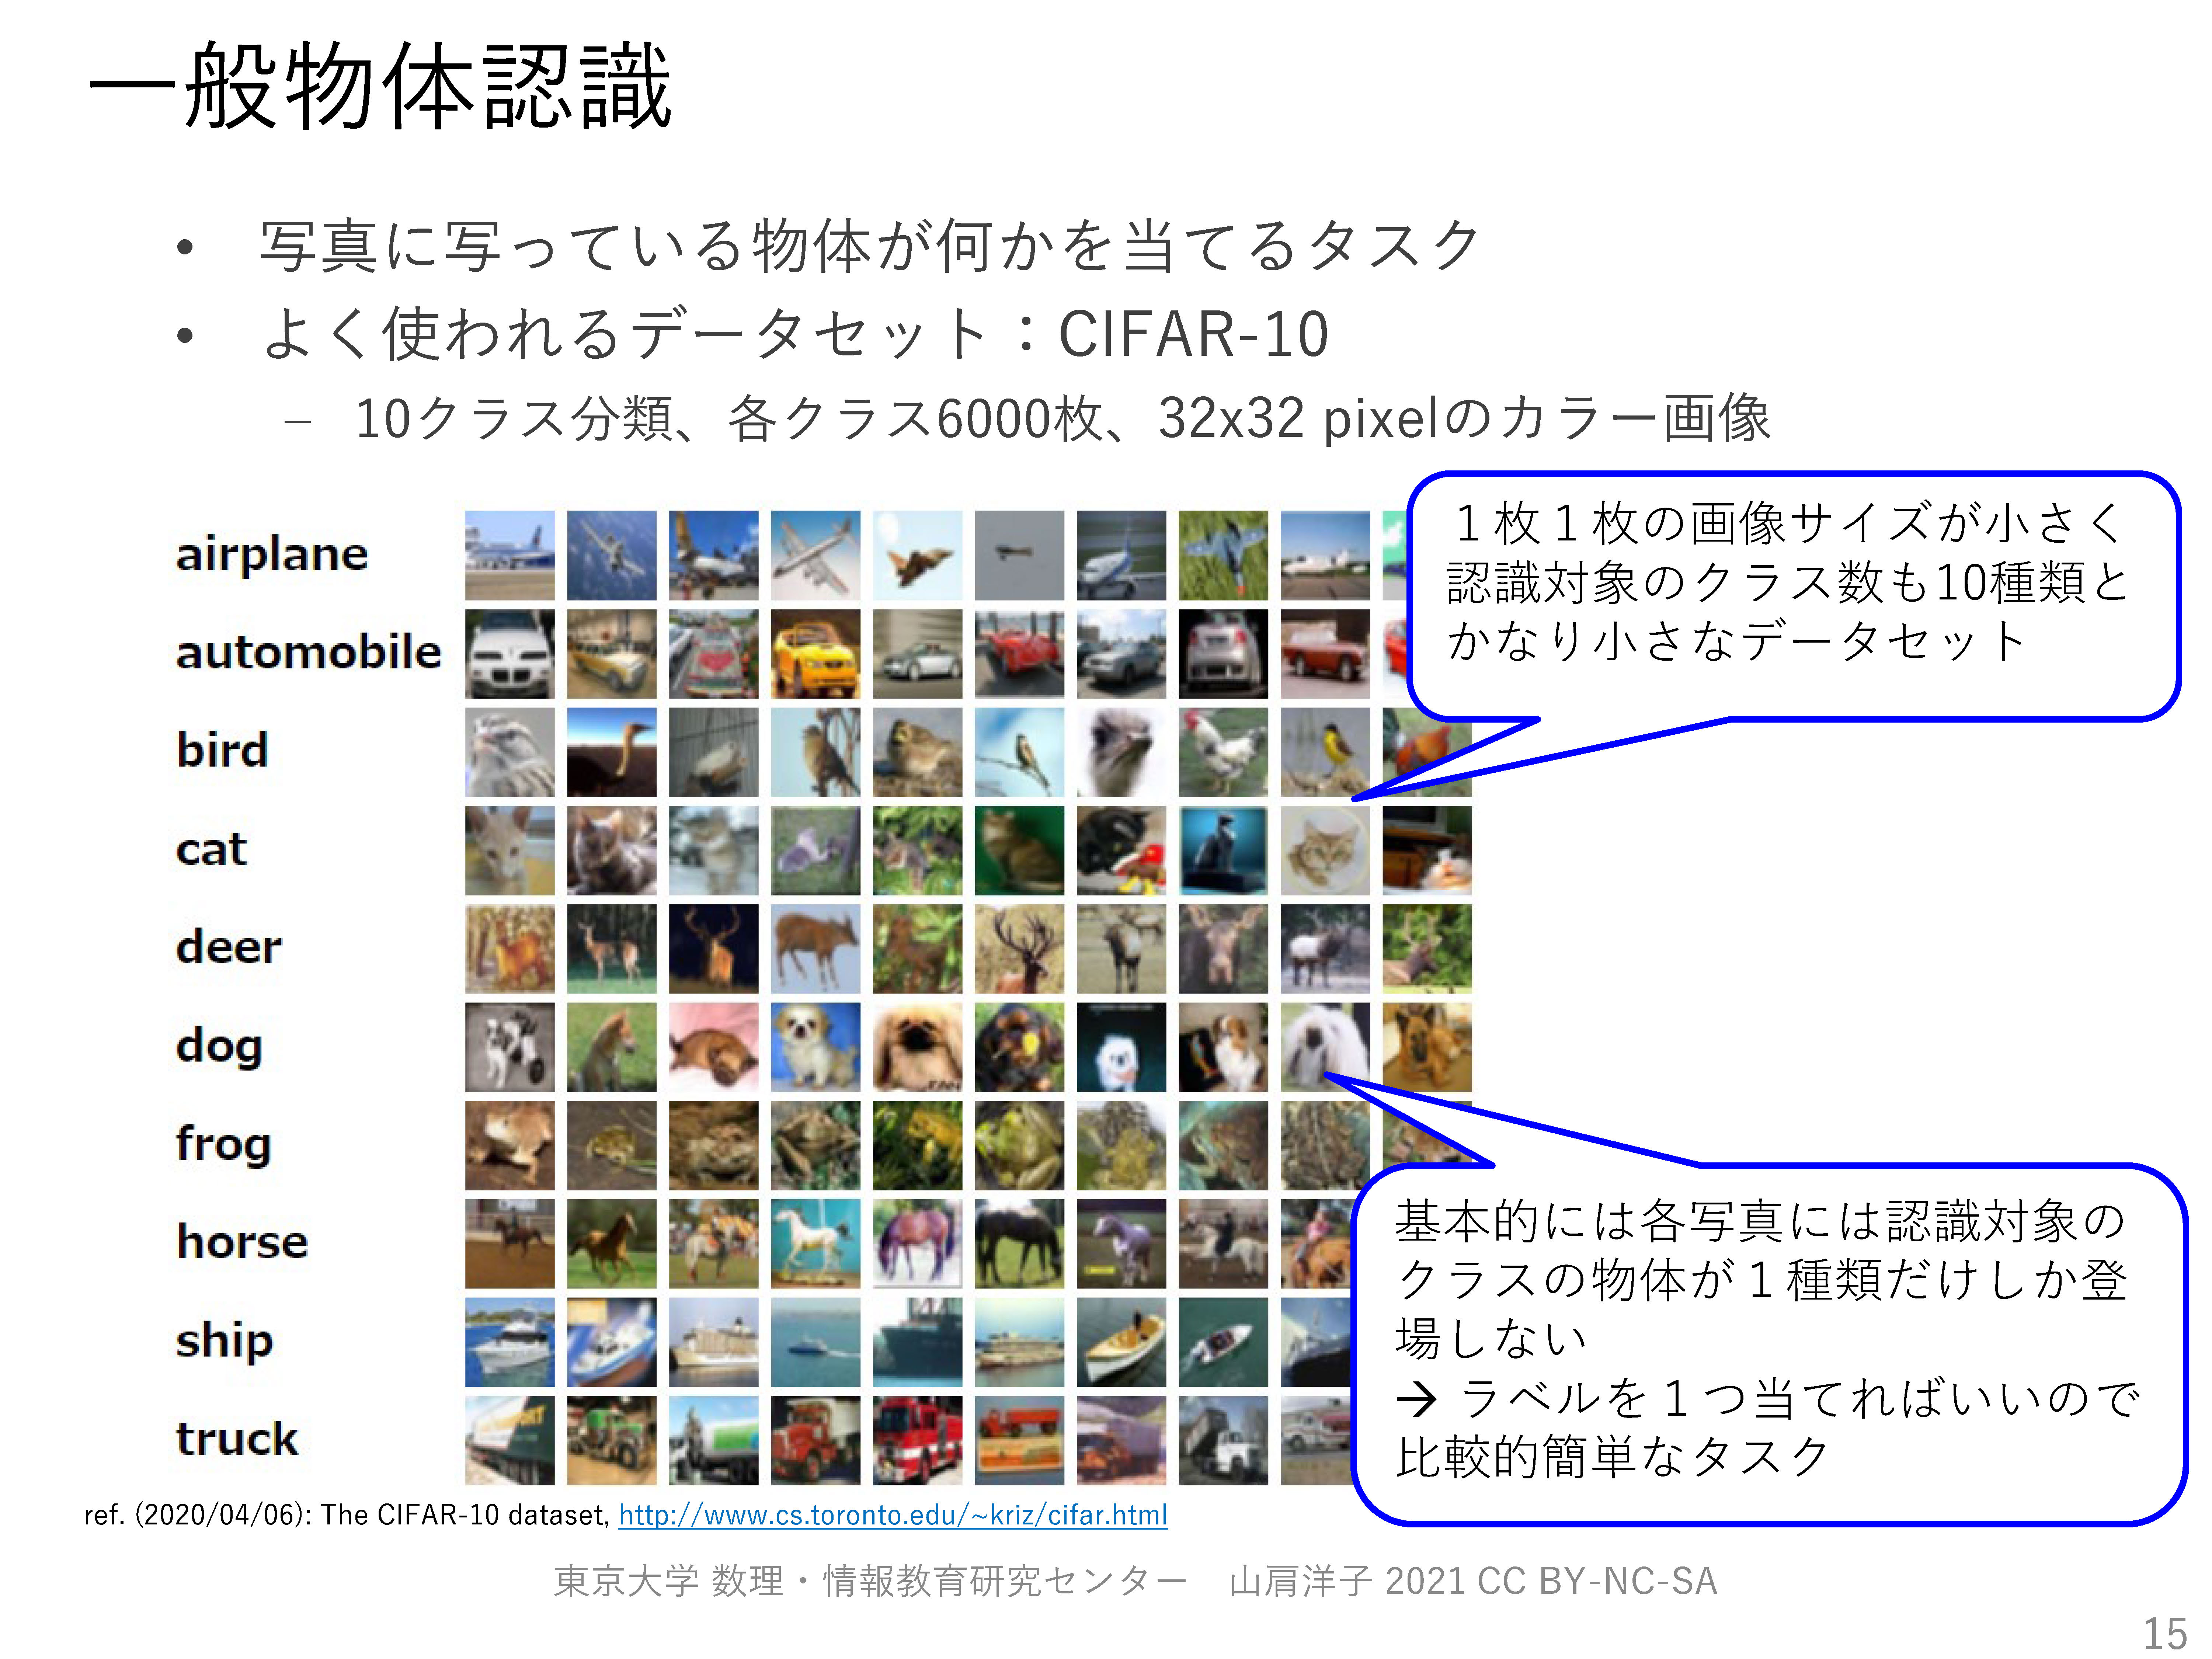 一般物体認識
• 写真に写っている物体が何かを当てるタスク
• よく使われるデータセット：CIFAR-10
– 10クラス分類、各クラス6000枚、32x32 pixelのカラー画像
１枚１枚の画像サイズが小さく
認識対象のクラス数も10種類と
かなり小さなデータセット
airplane
automobile
bird
cat
deer
dog
frog
horse
ship
truck
基本的には各写真には認識対象の
クラスの物体が１種類だけしか登
場しない
→ ラベルを１つ当てればいいので
比較的簡単なタスク
ref. (2020/04/06): The CIFAR-10 dataset, http://www.cs.toronto.edu/~kriz/cifar.html
東京大学 数理・情報教育研究センター　山肩洋子 2021 CC BY-NC-SA
15